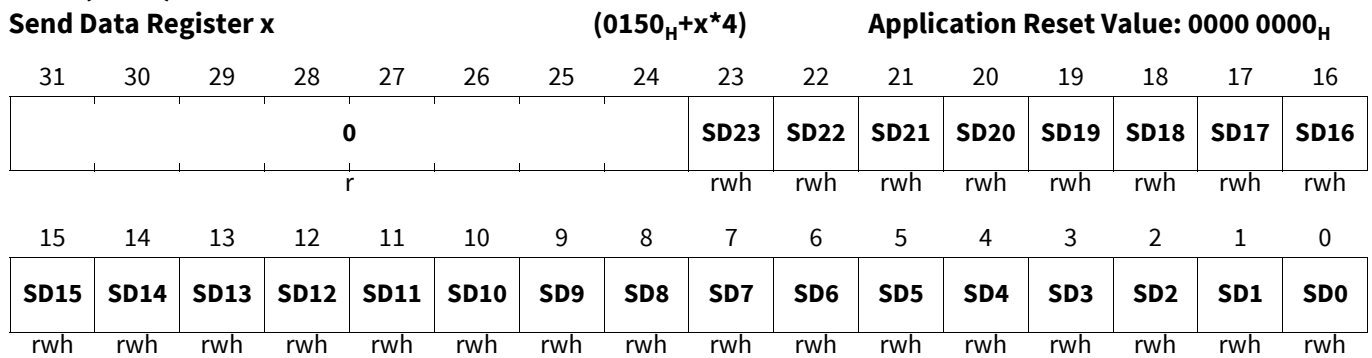 Send Data Register x (0150H+x*4) Application Reset Value: 0000 0000H
31 30 29 28 27 26 25 24 23 22 21 20 19 18 17 16
0 SD23 SD22 SD21 SD20 SD19 SD18 SD17 SD16
r rwh rwh rwh rwh rwh rwh rwh rwh
15 14 13 12 11 10 9 8 7 6 5 4 3 2 1 0
SD15 SD14 SD13 SD12 SD11 SD10 SD9 SD8 SD7 SD6 SD5 SD4 SD3 SD2 SD1 SD0
rwh rwh rwh rwh rwh rwh rwh rwh rwh rwh rwh rwh rwh rwh rwh rwh